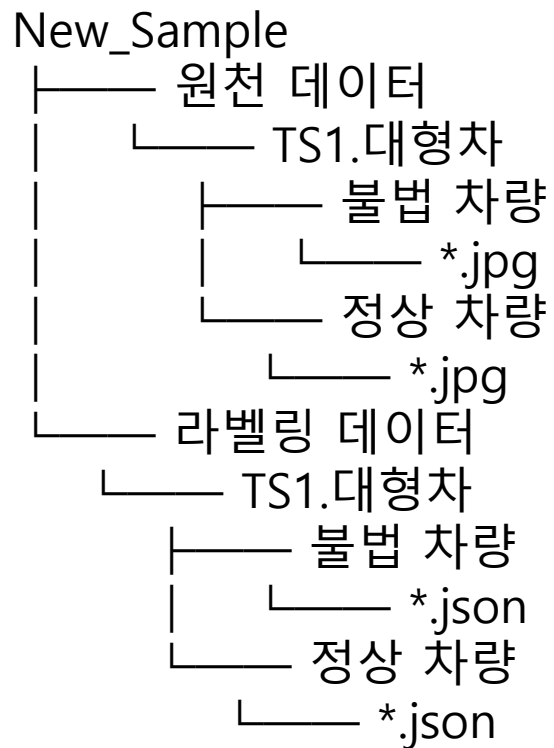 New_Sample
├─── 원천 데이터
│ └─── TS1.대형차
│ ├─── 불법 차량
│ │ └─── *.jpg
│ └─── 정상 차량
│ └─── *.jpg
└─── 라벨링 데이터
└─── TS1.대형차
├─── 불법 차량
│ └─── *.json
└─── 정상 차량
└─── *.json